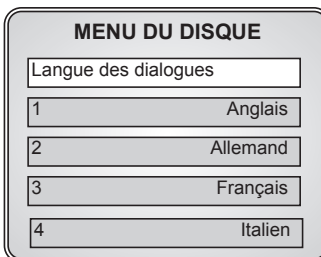 MENU DU DISQUE
Langue des dialogues
1 Anglais
2 Allemand
3 Français
4 Italien